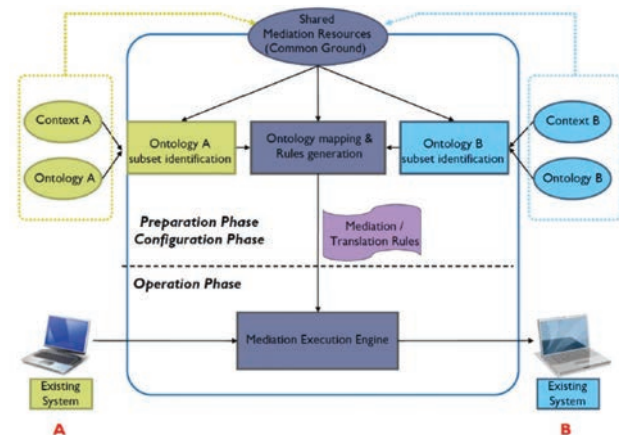 Shared
Mediation Resources
(Common Ground)
Context A
Ontology A
Ontology A
subset identification
Ontology mapping &
Rules generation
Ontology B
subset identification
Context B
Ontology B
Preparation Phase
Configuration Phase
Mediation /
Translation Rules
Operation Phase
Mediation Execution Engine
Existing
System
A
Existing
System
B